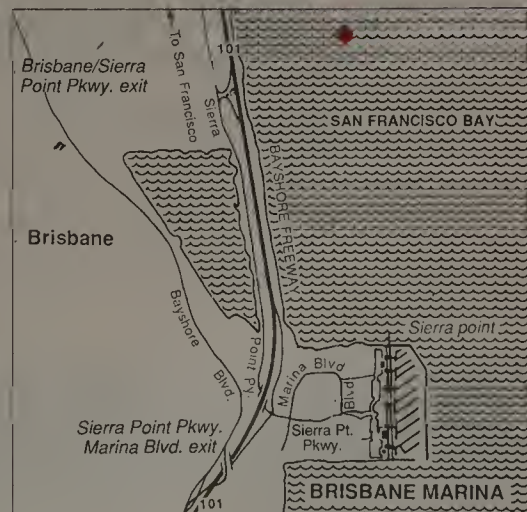 To San Francisco
101
Brisbane/Sierra
Point Pkwy. exit
Sierra
SAN FRANCISCO BAY
BAYSHORE FREEWAY
Brisbane
Bayshore
Blvd.
Point Py.
Sierra point
Marina Blvd
Blvd
Sierra Point Pkwy.
Marina Blvd. exit
Sierra Pt.
Pkwy.
BRISBANE MARINA
101